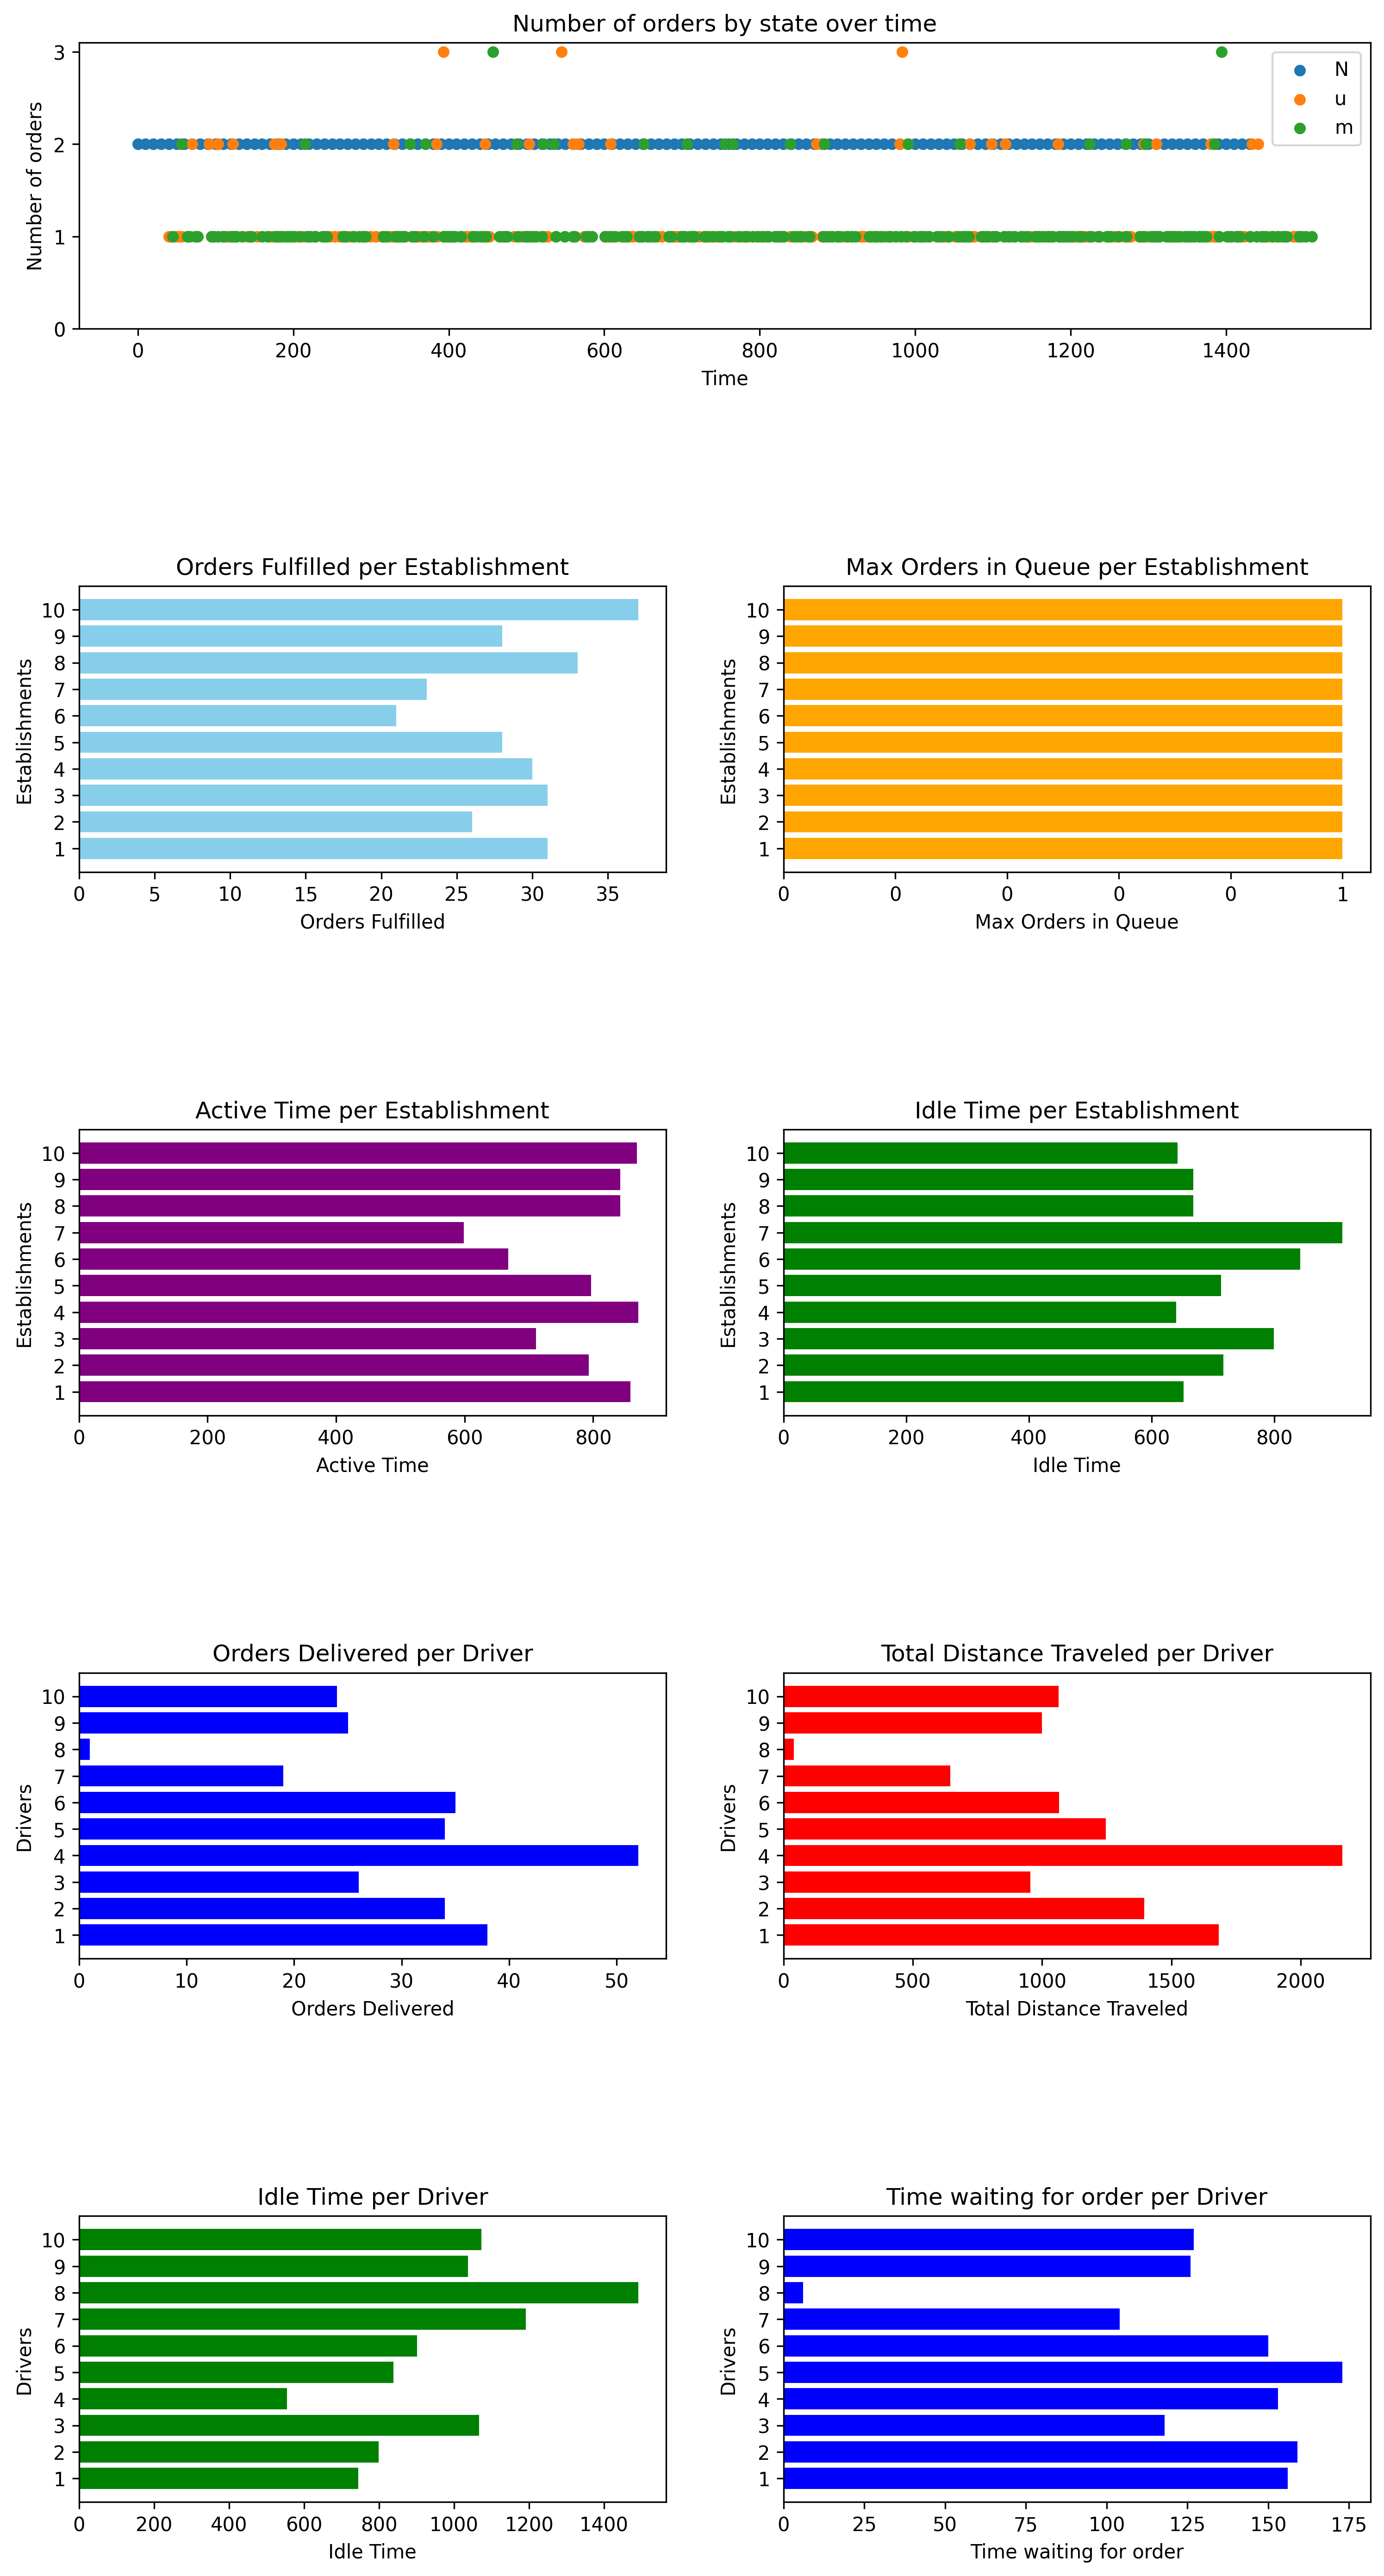 Number of orders by state over time
Number of orders
3
2
1
0
N
u
m
0 200 400 600 800 1000 1200 1400
Time
Orders Fulfilled per Establishment
Establishments
10
9
8
7
6
5
4
3
2
1
0 5 10 15 20 25 30 35
Orders Fulfilled
Max Orders in Queue per Establishment
Establishments
10
9
8
7
6
5
4
3
2
1
0 0 0 0 0 1
Max Orders in Queue
Active Time per Establishment
Establishments
10
9
8
7
6
5
4
3
2
1
0 200 400 600 800
Active Time
Idle Time per Establishment
Establishments
10
9
8
7
6
5
4
3
2
1
0 200 400 600 800
Idle Time
Orders Delivered per Driver
Drivers
10
9
8
7
6
5
4
3
2
1
0 10 20 30 40 50
Orders Delivered
Total Distance Traveled per Driver
Drivers
10
9
8
7
6
5
4
3
2
1
0 500 1000 1500 2000
Total Distance Traveled
Idle Time per Driver
Drivers
10
9
8
7
6
5
4
3
2
1
0 200 400 600 800 1000 1200 1400
Idle Time
Time waiting for order per Driver
Drivers
10
9
8
7
6
5
4
3
2
1
0 25 50 75 100 125 150 175
Time waiting for order